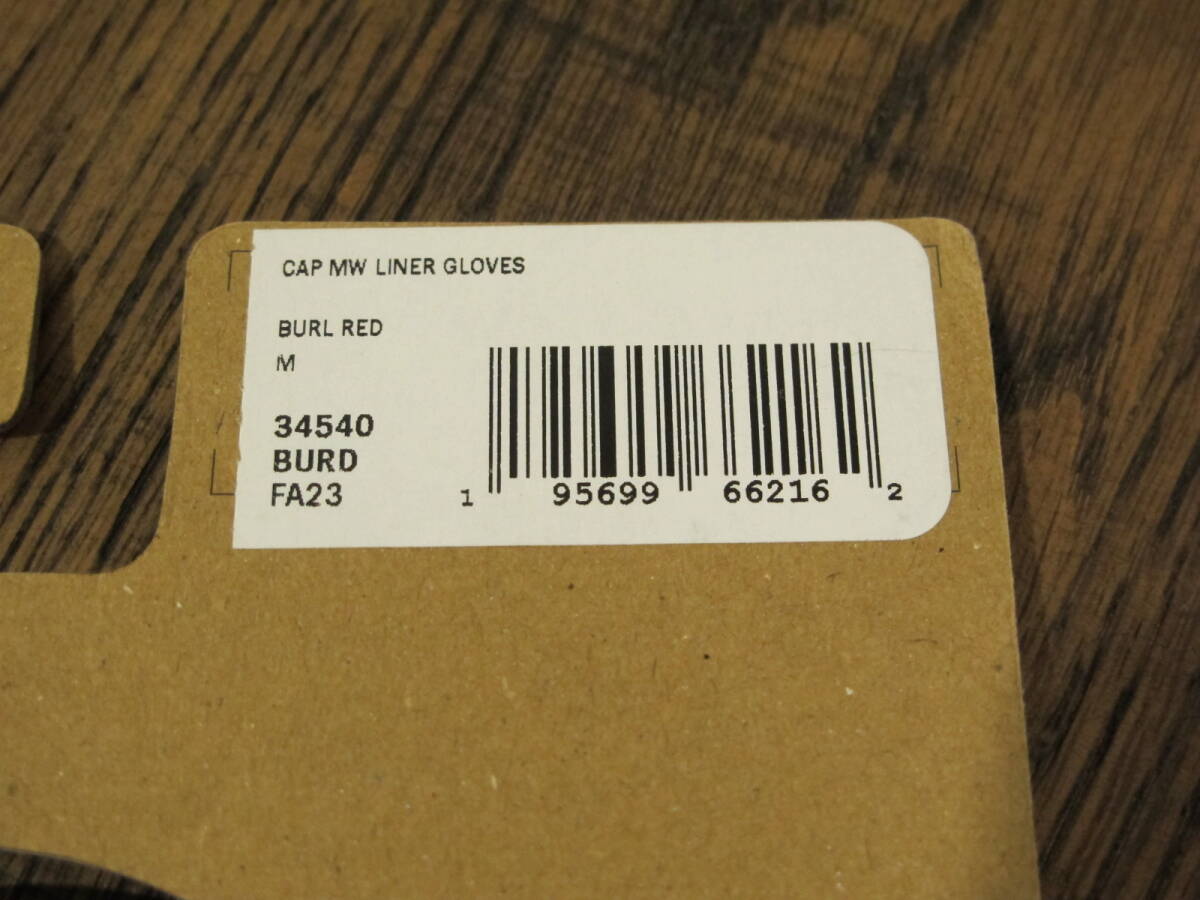 CAP MW LINER GLOVES
BURL RED
M
34540
BURD
FA23
1 95699 66216 2